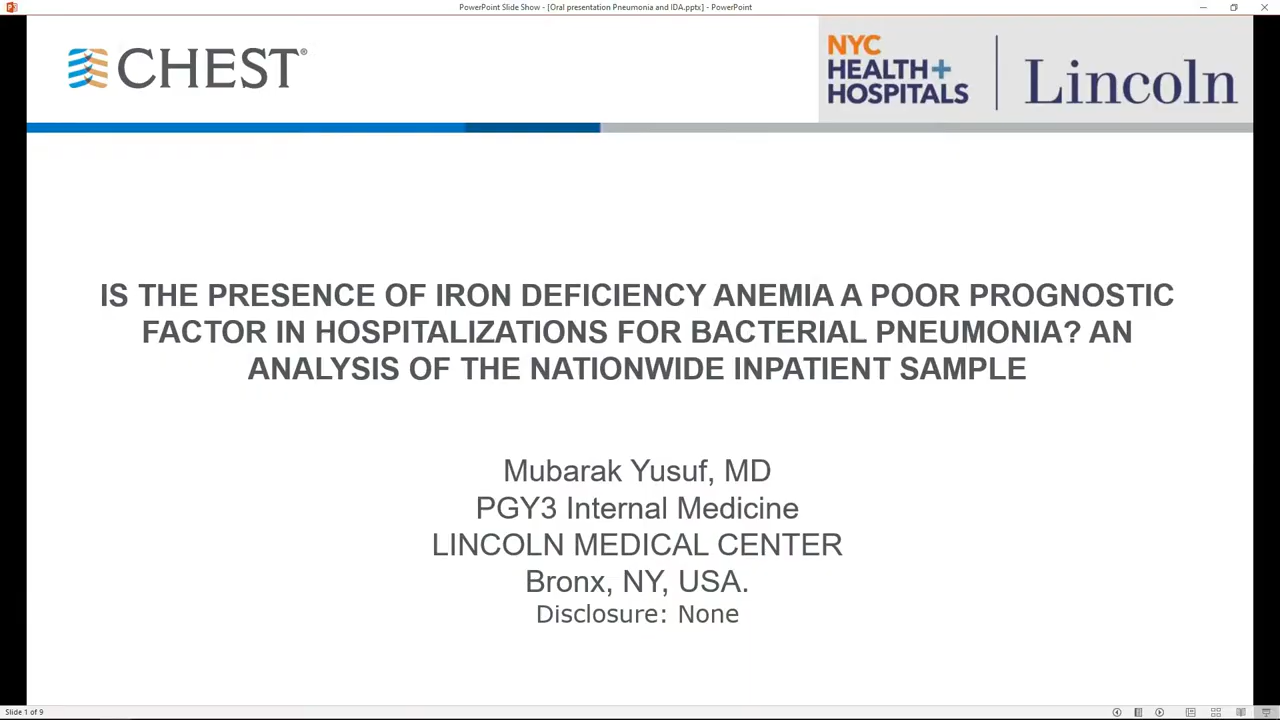 PowerPoint Slide Show - [Oral presentation Pneumonia and IDA.pptx] - PowerPoint
CHEST®
NYC
HEALTH+
HOSPITALS
Lincoln
IS THE PRESENCE OF IRON DEFICIENCY ANEMIA A POOR PROGNOSTIC
FACTOR IN HOSPITALIZATIONS FOR BACTERIAL PNEUMONIA? AN
ANALYSIS OF THE NATIONWIDE INPATIENT SAMPLE
Mubarak Yusuf, MD
PGY3 Internal Medicine
LINCOLN MEDICAL CENTER
Bronx, NY, USA.
Disclosure: None
Slide 1 of 9